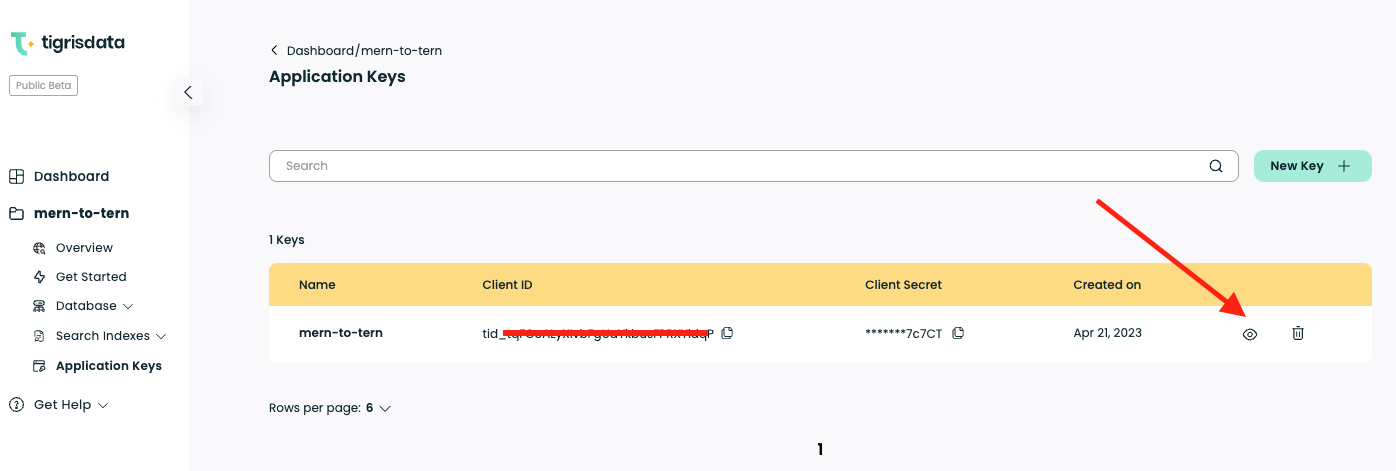 tigrisdata
Public Beta
Dashboard
mern-to-tern
Overview
Get Started
Database
Search Indexes
Application Keys
Get Help
Dashboard/mern-to-tern
Application Keys
Search
New Key
1 Keys
Name Client ID Client Secret Created on
mern-to-tern tid_ *******7c7CT Apr 21, 2023
Rows per page: 6
1